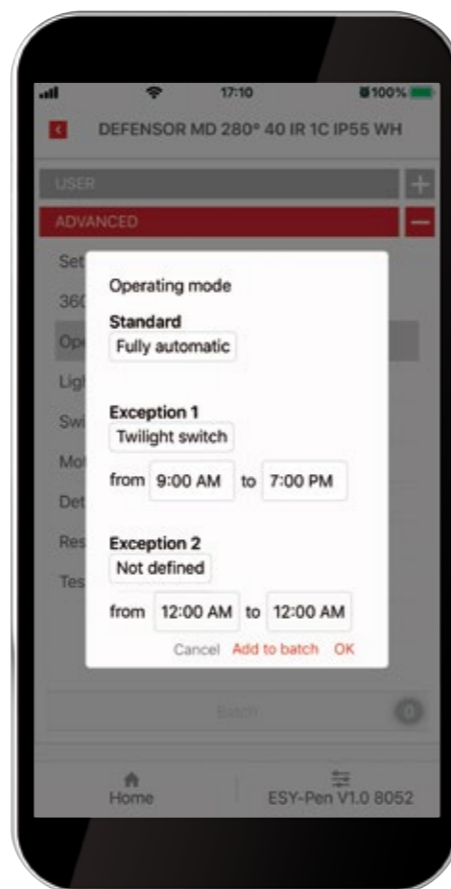 17:10 100%
DEFENSOR MD 280° 40 IR 1C IP55 WH
USER
ADVANCED
Set
360
Operating mode
Ope
Standard
Fully automatic
Ligh
Exception 1
Swi
Twilight switch
Mot
from 9:00 AM to 7:00 PM
Det
Res
Exception 2
Not defined
Tes
from 12:00 AM to 12:00 AM
Cancel Add to batch OK
Batch 0
Home ESY-Pen V1.0 8052